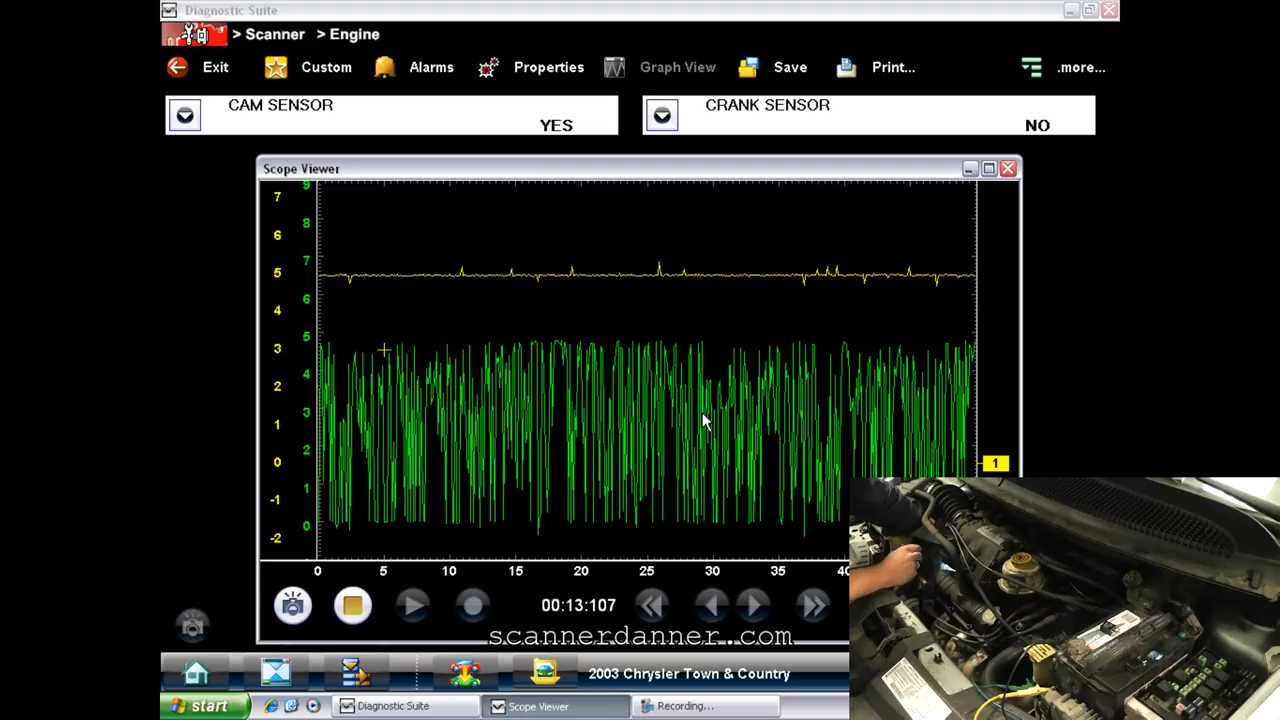 Diagnostic Suite
> Scanner > Engine
Exit Custom Alarms Properties Graph View Save Print... .more...
CAM SENSOR YES CRANK SENSOR NO
Scope Viewer
7 6 5 4 3 2 1 0 -1 -2
9 8 7 6 5 4 3 2 1 0
1
0 5 10 15 20 25 30 35 40
00:13:107
scannerdanner.com
2003 Chrysler Town & Country
start Diagnostic Suite Scope Viewer Recording...